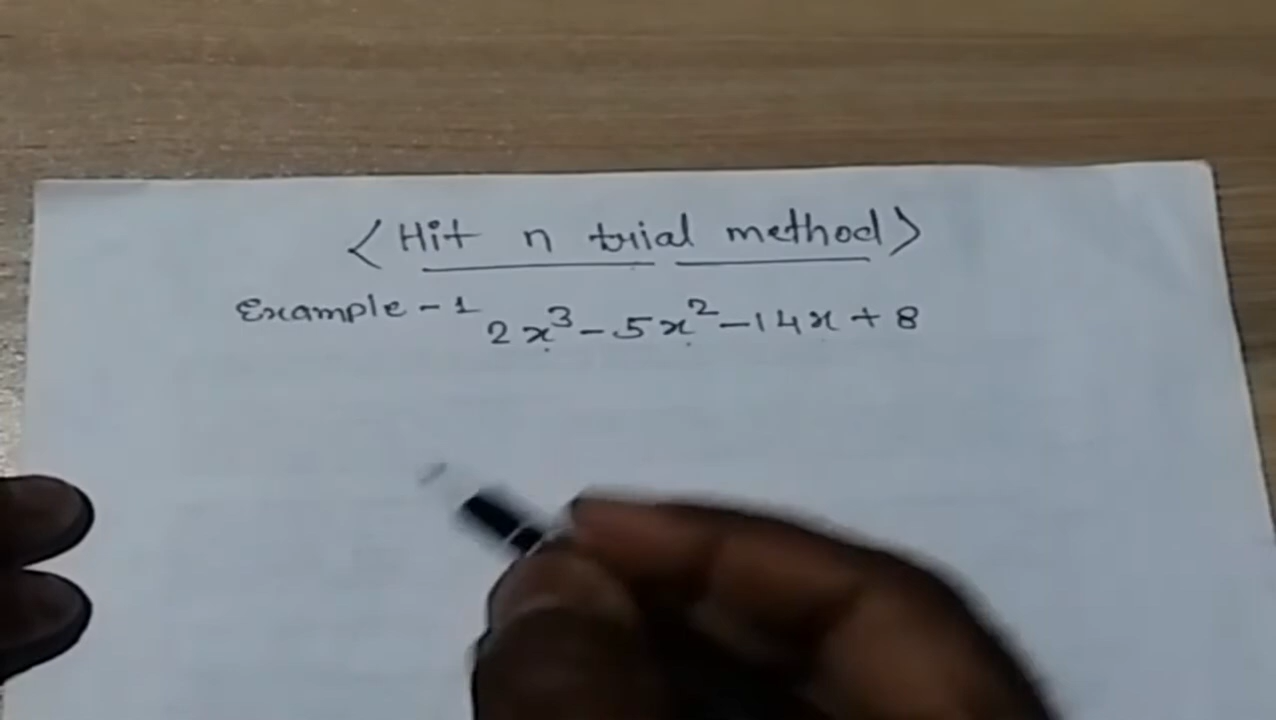 <Hit n trial method>
Example - 1 2x³ - 5x² - 14x + 8